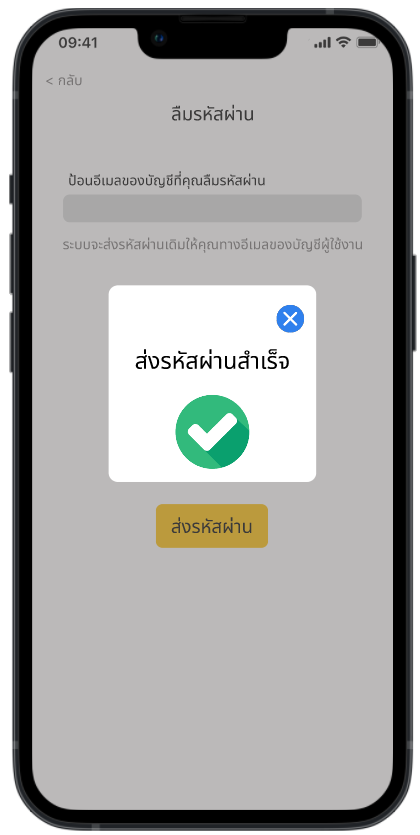 09:41
< กลับ
ลืมรหัสผ่าน
ป้อนอีเมลของบัญชีที่คุณลืมรหัสผ่าน
ระบบจะส่งรหัสผ่านเดิมให้คุณทางอีเมลของบัญชีผู้ใช้งาน
ส่งรหัสผ่านสำเร็จ
ส่งรหัสผ่าน